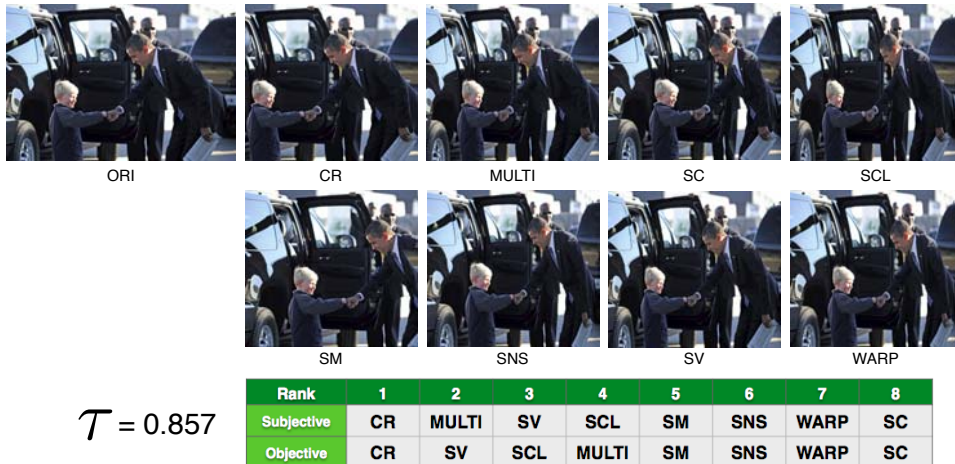 ORI CR MULTI SC SCL
SM SNS SV WARP
τ = 0.857
Rank 1 2 3 4 5 6 7 8
Subjective CR MULTI SV SCL SM SNS WARP SC
Objective CR SV SCL MULTI SM SNS WARP SC